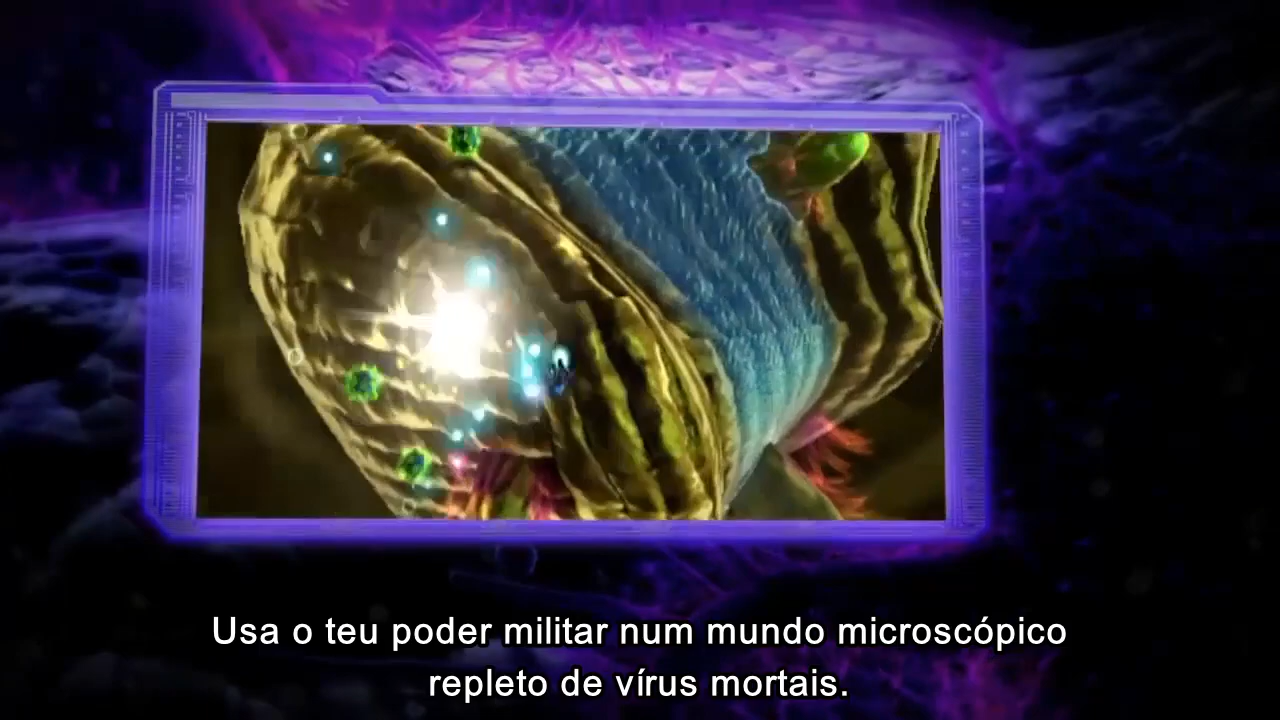 Usa o teu poder militar num mundo microscópico
repleto de vírus mortais.